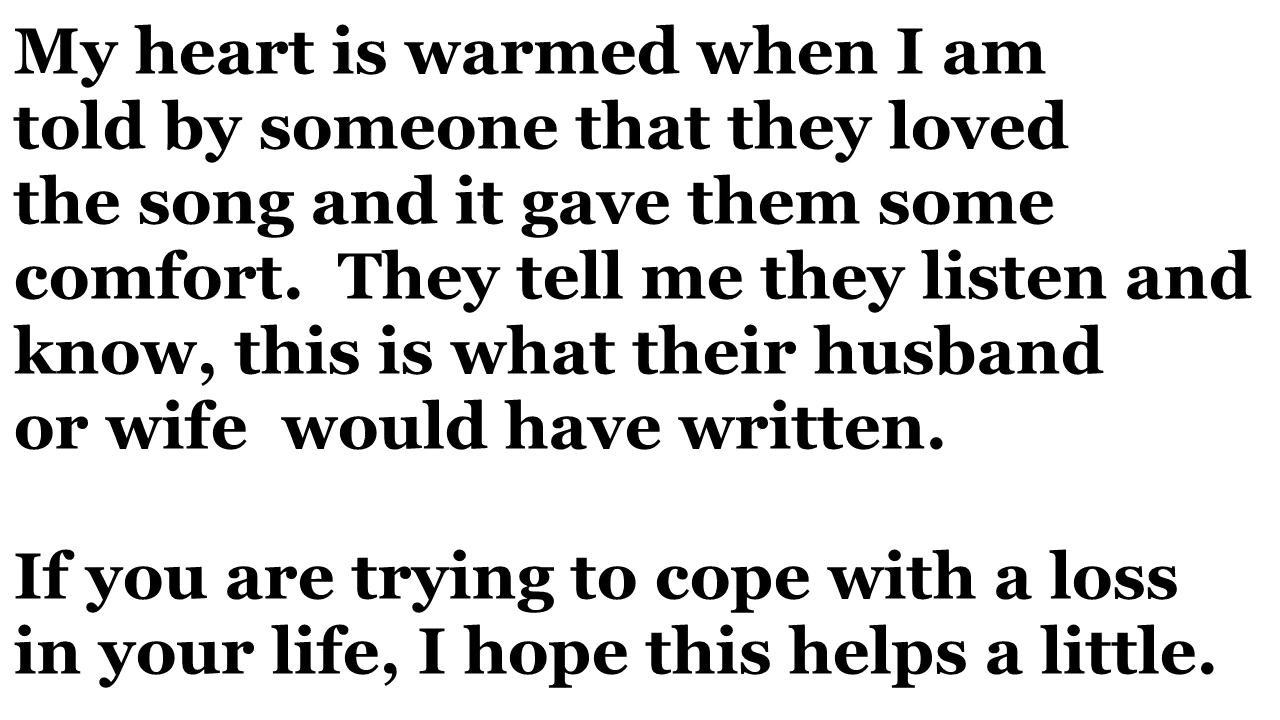 My heart is warmed when I am
told by someone that they loved
the song and it gave them some
comfort.  They tell me they listen and
know, this is what their husband
or wife  would have written.

If you are trying to cope with a loss
in your life, I hope this helps a little.